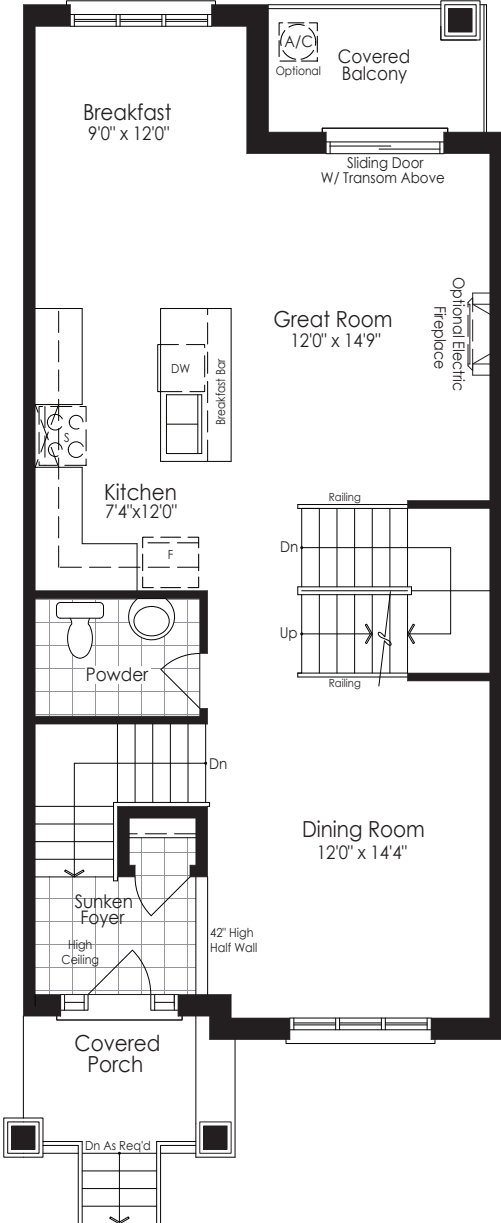 A/C
Optional
Covered
Balcony
Breakfast
9'0" x 12'0"
Sliding Door
W/ Transom Above
Great Room
12'0" x 14'9"
Optional Electric
Fireplace
DW
Breakfast Bar
S
Kitchen
7'4"x12'0"
F
Railing
Dn
Up
Railing
Powder
Dn
Dining Room
12'0" x 14'4"
Sunken
Foyer
High
Ceiling
42" High
Half Wall
Covered
Porch
Dn As Req'd